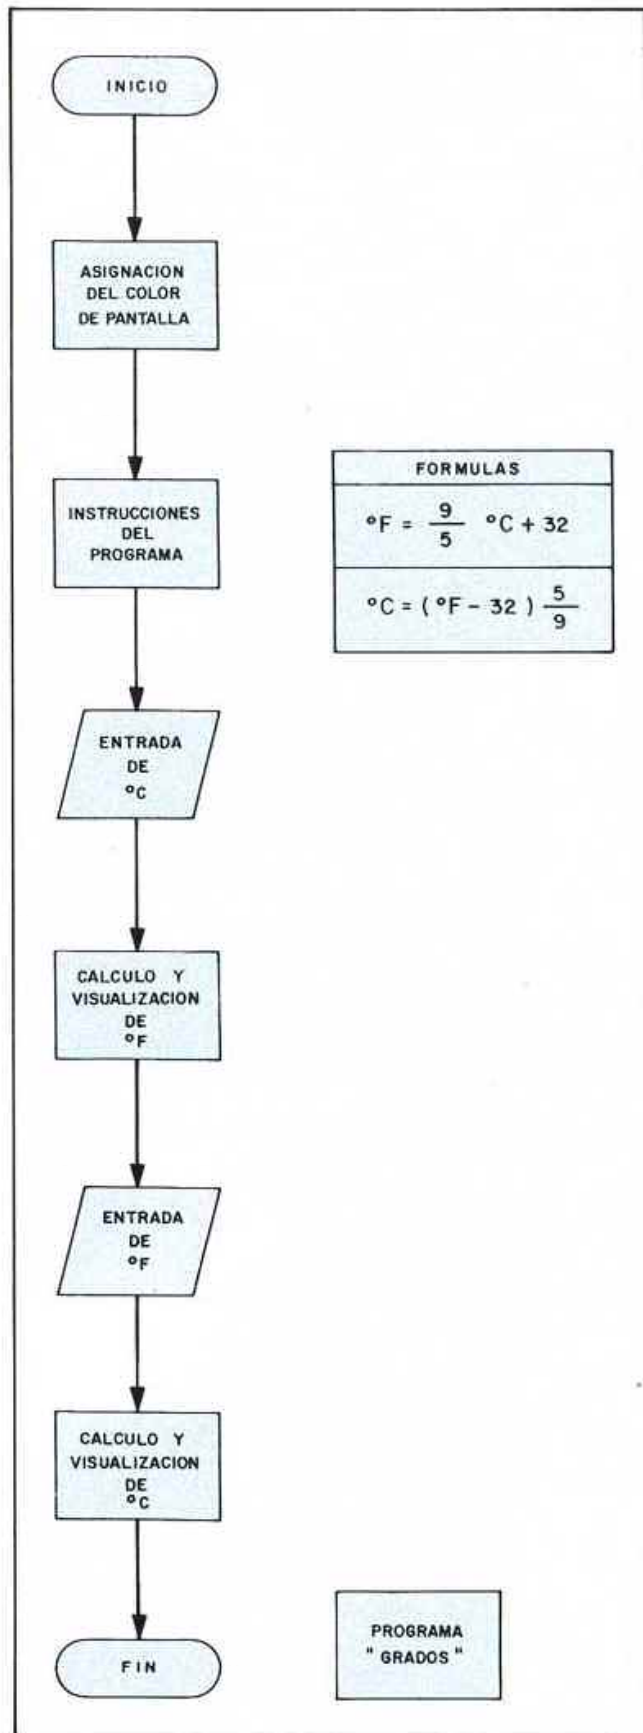 INICIO
ASIGNACION
DEL COLOR
DE PANTALLA
INSTRUCCIONES
DEL
PROGRAMA
FORMULAS
°F = 9/5 °C + 32
°C = (°F - 32) 5/9
ENTRADA
DE
°C
CALCULO Y
VISUALIZACION
DE
°F
ENTRADA
DE
°F
CALCULO Y
VISUALIZACION
DE
°C
FIN
PROGRAMA
" GRADOS "